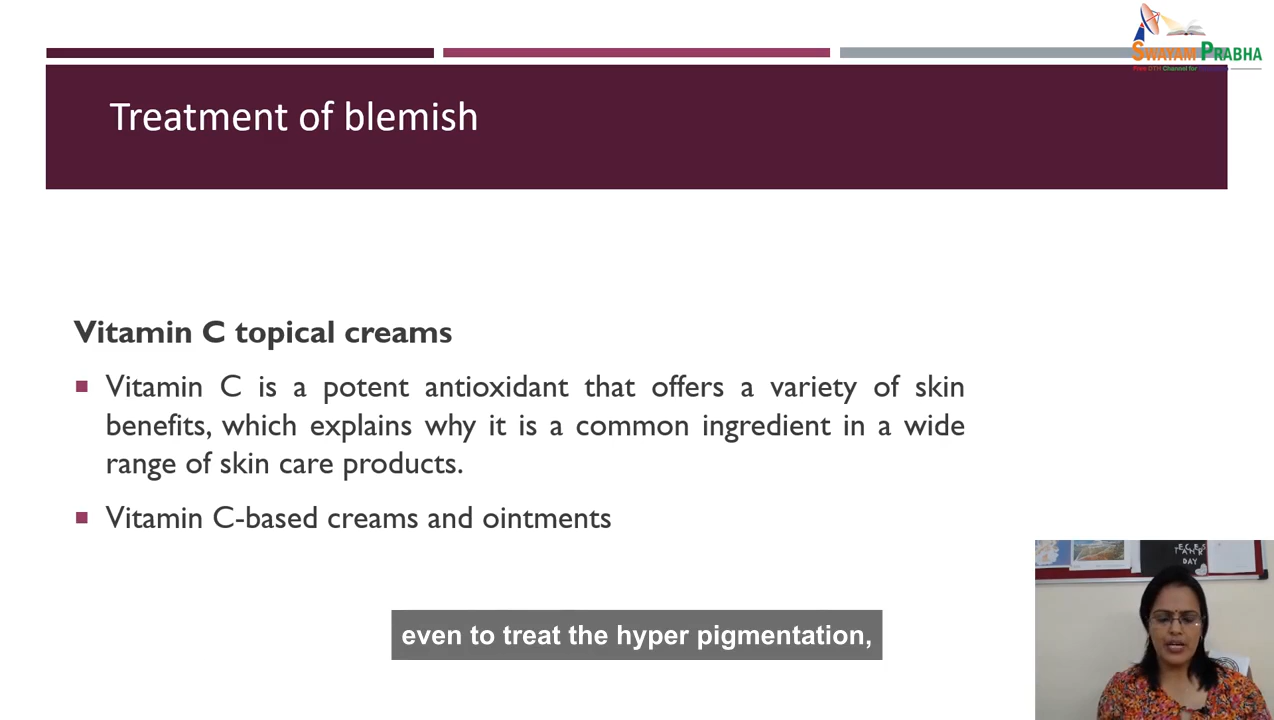 SWAYAM PRABHA
Treatment of blemish
Vitamin C topical creams
Vitamin C is a potent antioxidant that offers a variety of skin
benefits, which explains why it is a common ingredient in a wide
range of skin care products.
Vitamin C-based creams and ointments
DAY
even to treat the hyper pigmentation,